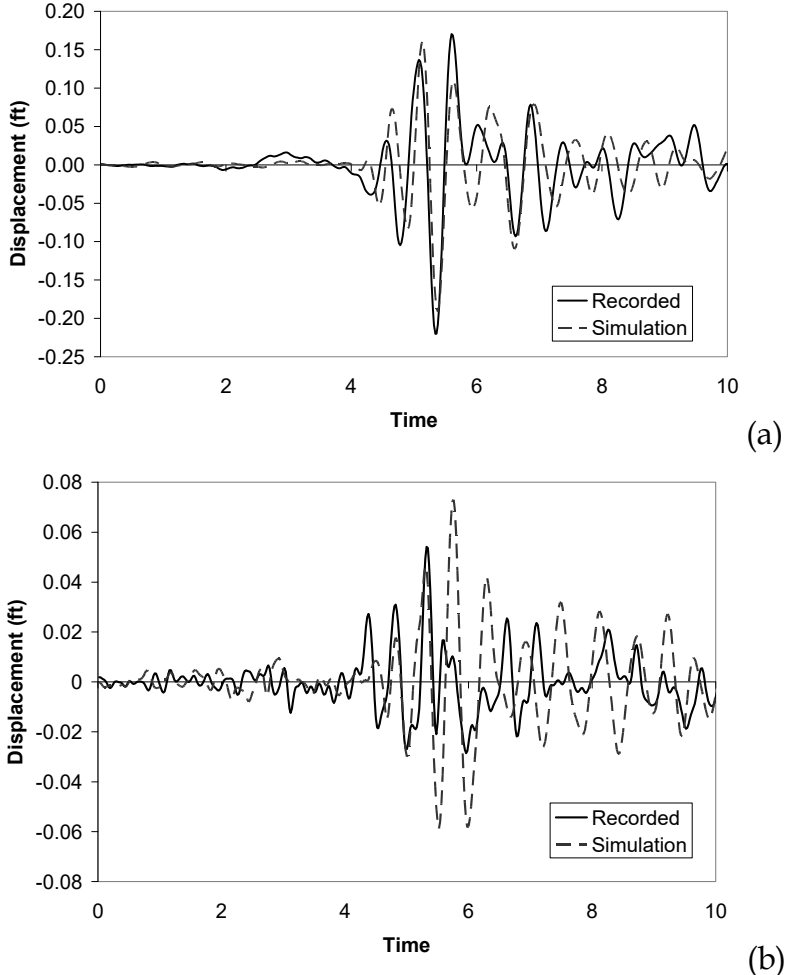 0.20
0.15
0.10
0.05
0.00
-0.05
-0.10
-0.15
-0.20
-0.25
Displacement (ft)
Recorded
Simulation
0 2 4 6 8 10
Time
(a)
0.08
0.06
0.04
0.02
0
-0.02
-0.04
-0.06
-0.08
Displacement (ft)
Recorded
Simulation
0 2 4 6 8 10
Time
(b)